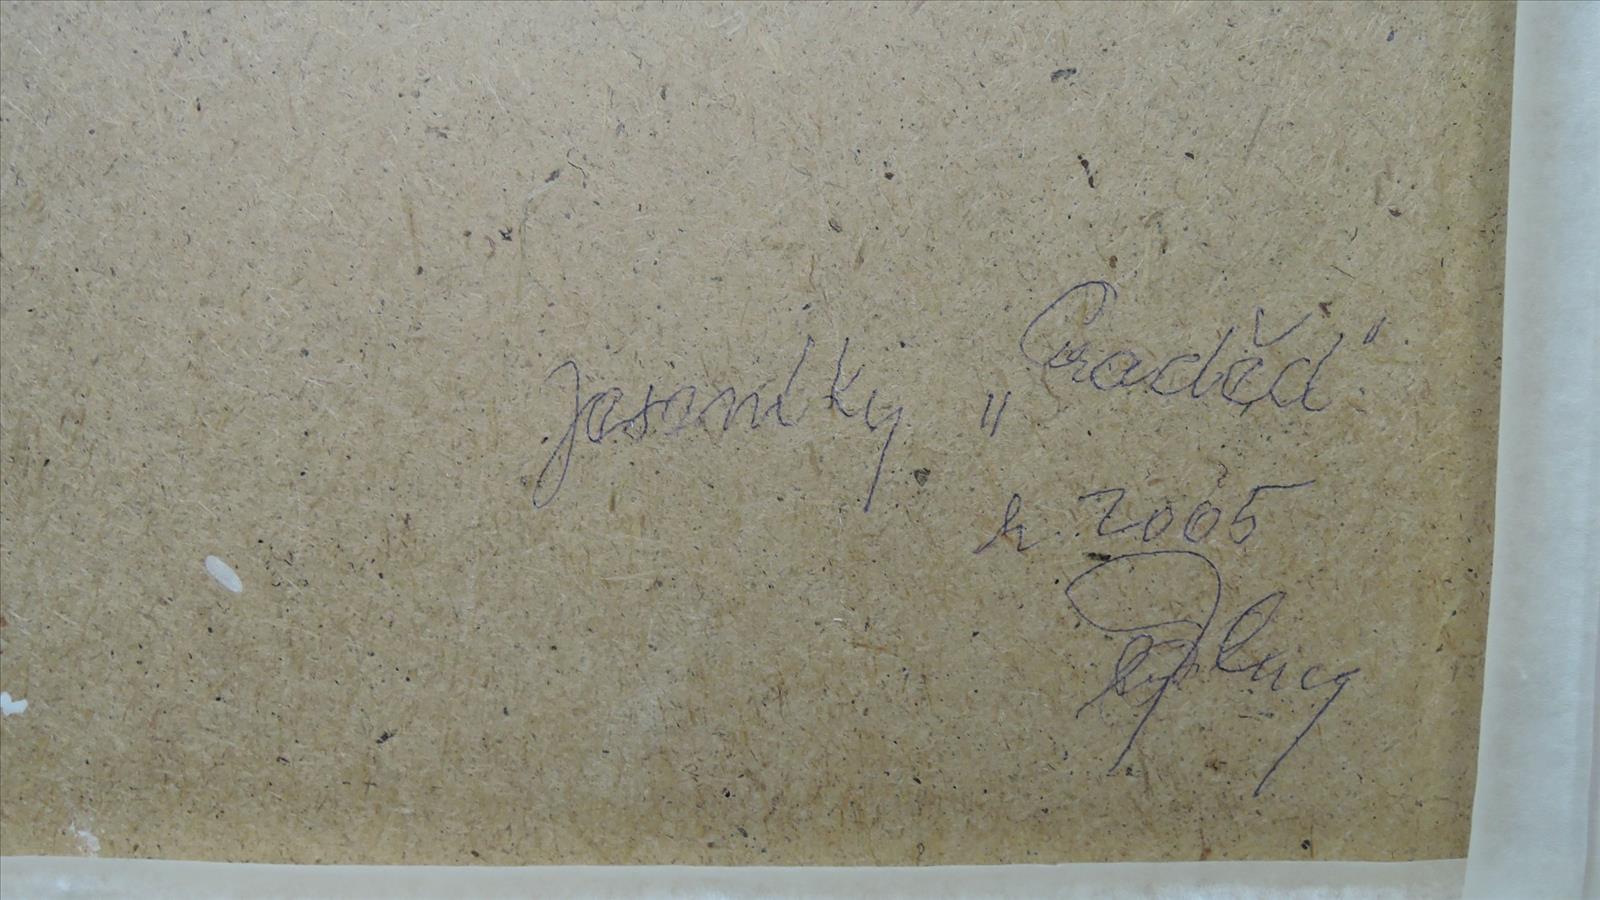 Jeseníky „Praděd"
r. 2005